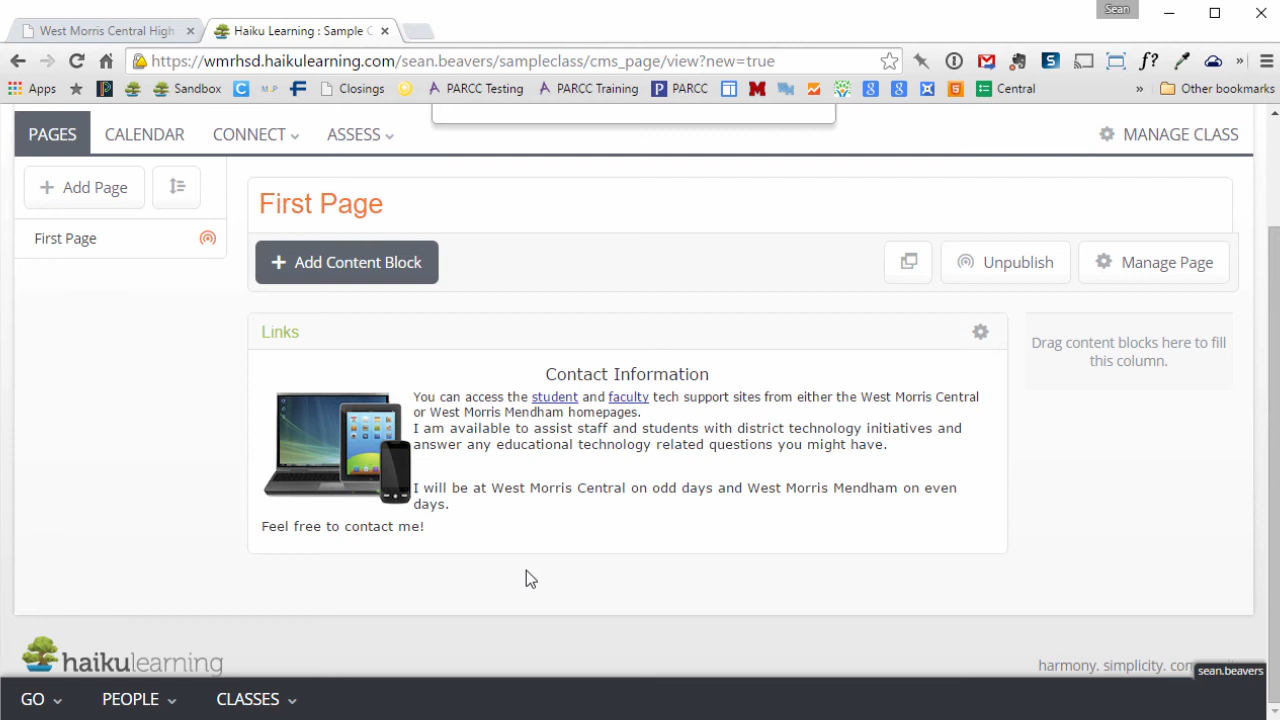 Sean
West Morris Central High
Haiku Learning : Sample C
https://wmrhsd.haikulearning.com/sean.beavers/sampleclass/cms_page/view?new=true
f?
Apps
Sandbox
Closings
PARCC Testing
PARCC Training
PARCC
Central
»
Other bookmarks
PAGES
CALENDAR
CONNECT
ASSESS
MANAGE CLASS
+ Add Page
First Page
First Page
+ Add Content Block
Unpublish
Manage Page
Links
Drag content blocks here to fill
this column.
Contact Information
You can access the student and faculty tech support sites from either the West Morris Central
or West Morris Mendham homepages.
I am available to assist staff and students with district technology initiatives and
answer any educational technology related questions you might have.
I will be at West Morris Central on odd days and West Morris Mendham on even
days.
Feel free to contact me!
haikulearning
harmony. simplicity.
sean.beavers
GO
PEOPLE
CLASSES